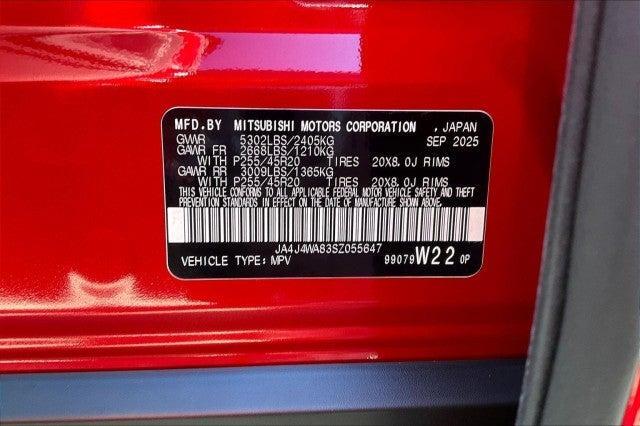 MFD.BY MITSUBISHI MOTORS CORPORATION , JAPAN
GVWR 5302LBS/2405KG SEP 2025
GAWR FR 2668LBS/1210KG
WITH P255/45R20 TIRES 20X8.0J RIMS
GAWR RR 3009LBS/1365KG
WITH P255/45R20 TIRES 20X8.0J RIMS
THIS VEHICLE CONFORMS TO ALL APPLICABLE FEDERAL MOTOR VEHICLE SAFETY AND THEFT
PREVENTION STANDARDS IN EFFECT ON THE DATE OF MANUFACTURE SHOWN ABOVE.
JA4J4WA83SZ055647
VEHICLE TYPE: MPV 99079 W22 0P